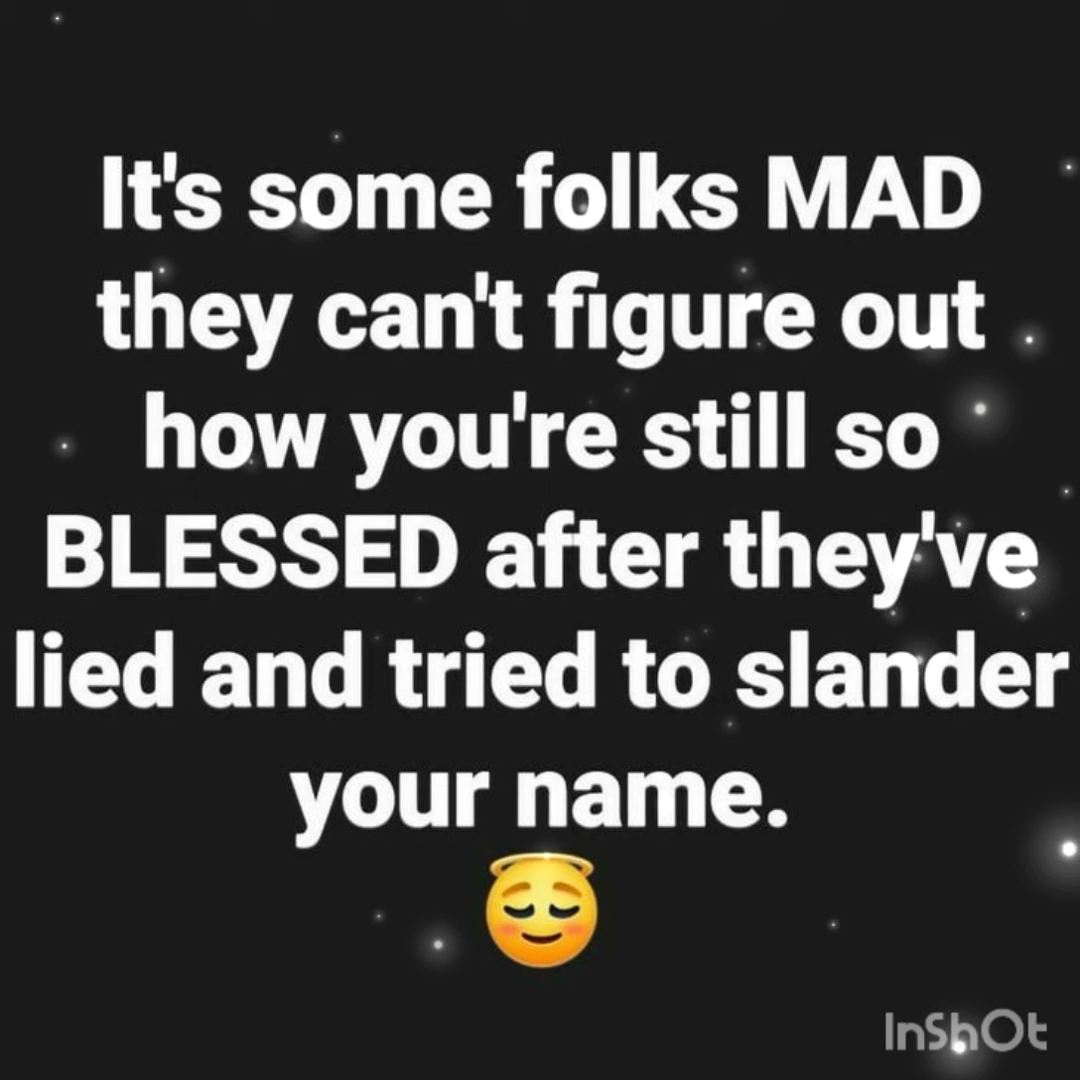 It's some folks MAD
they can't figure out
how you're still so
BLESSED after they've
lied and tried to slander
your name.
InShOt